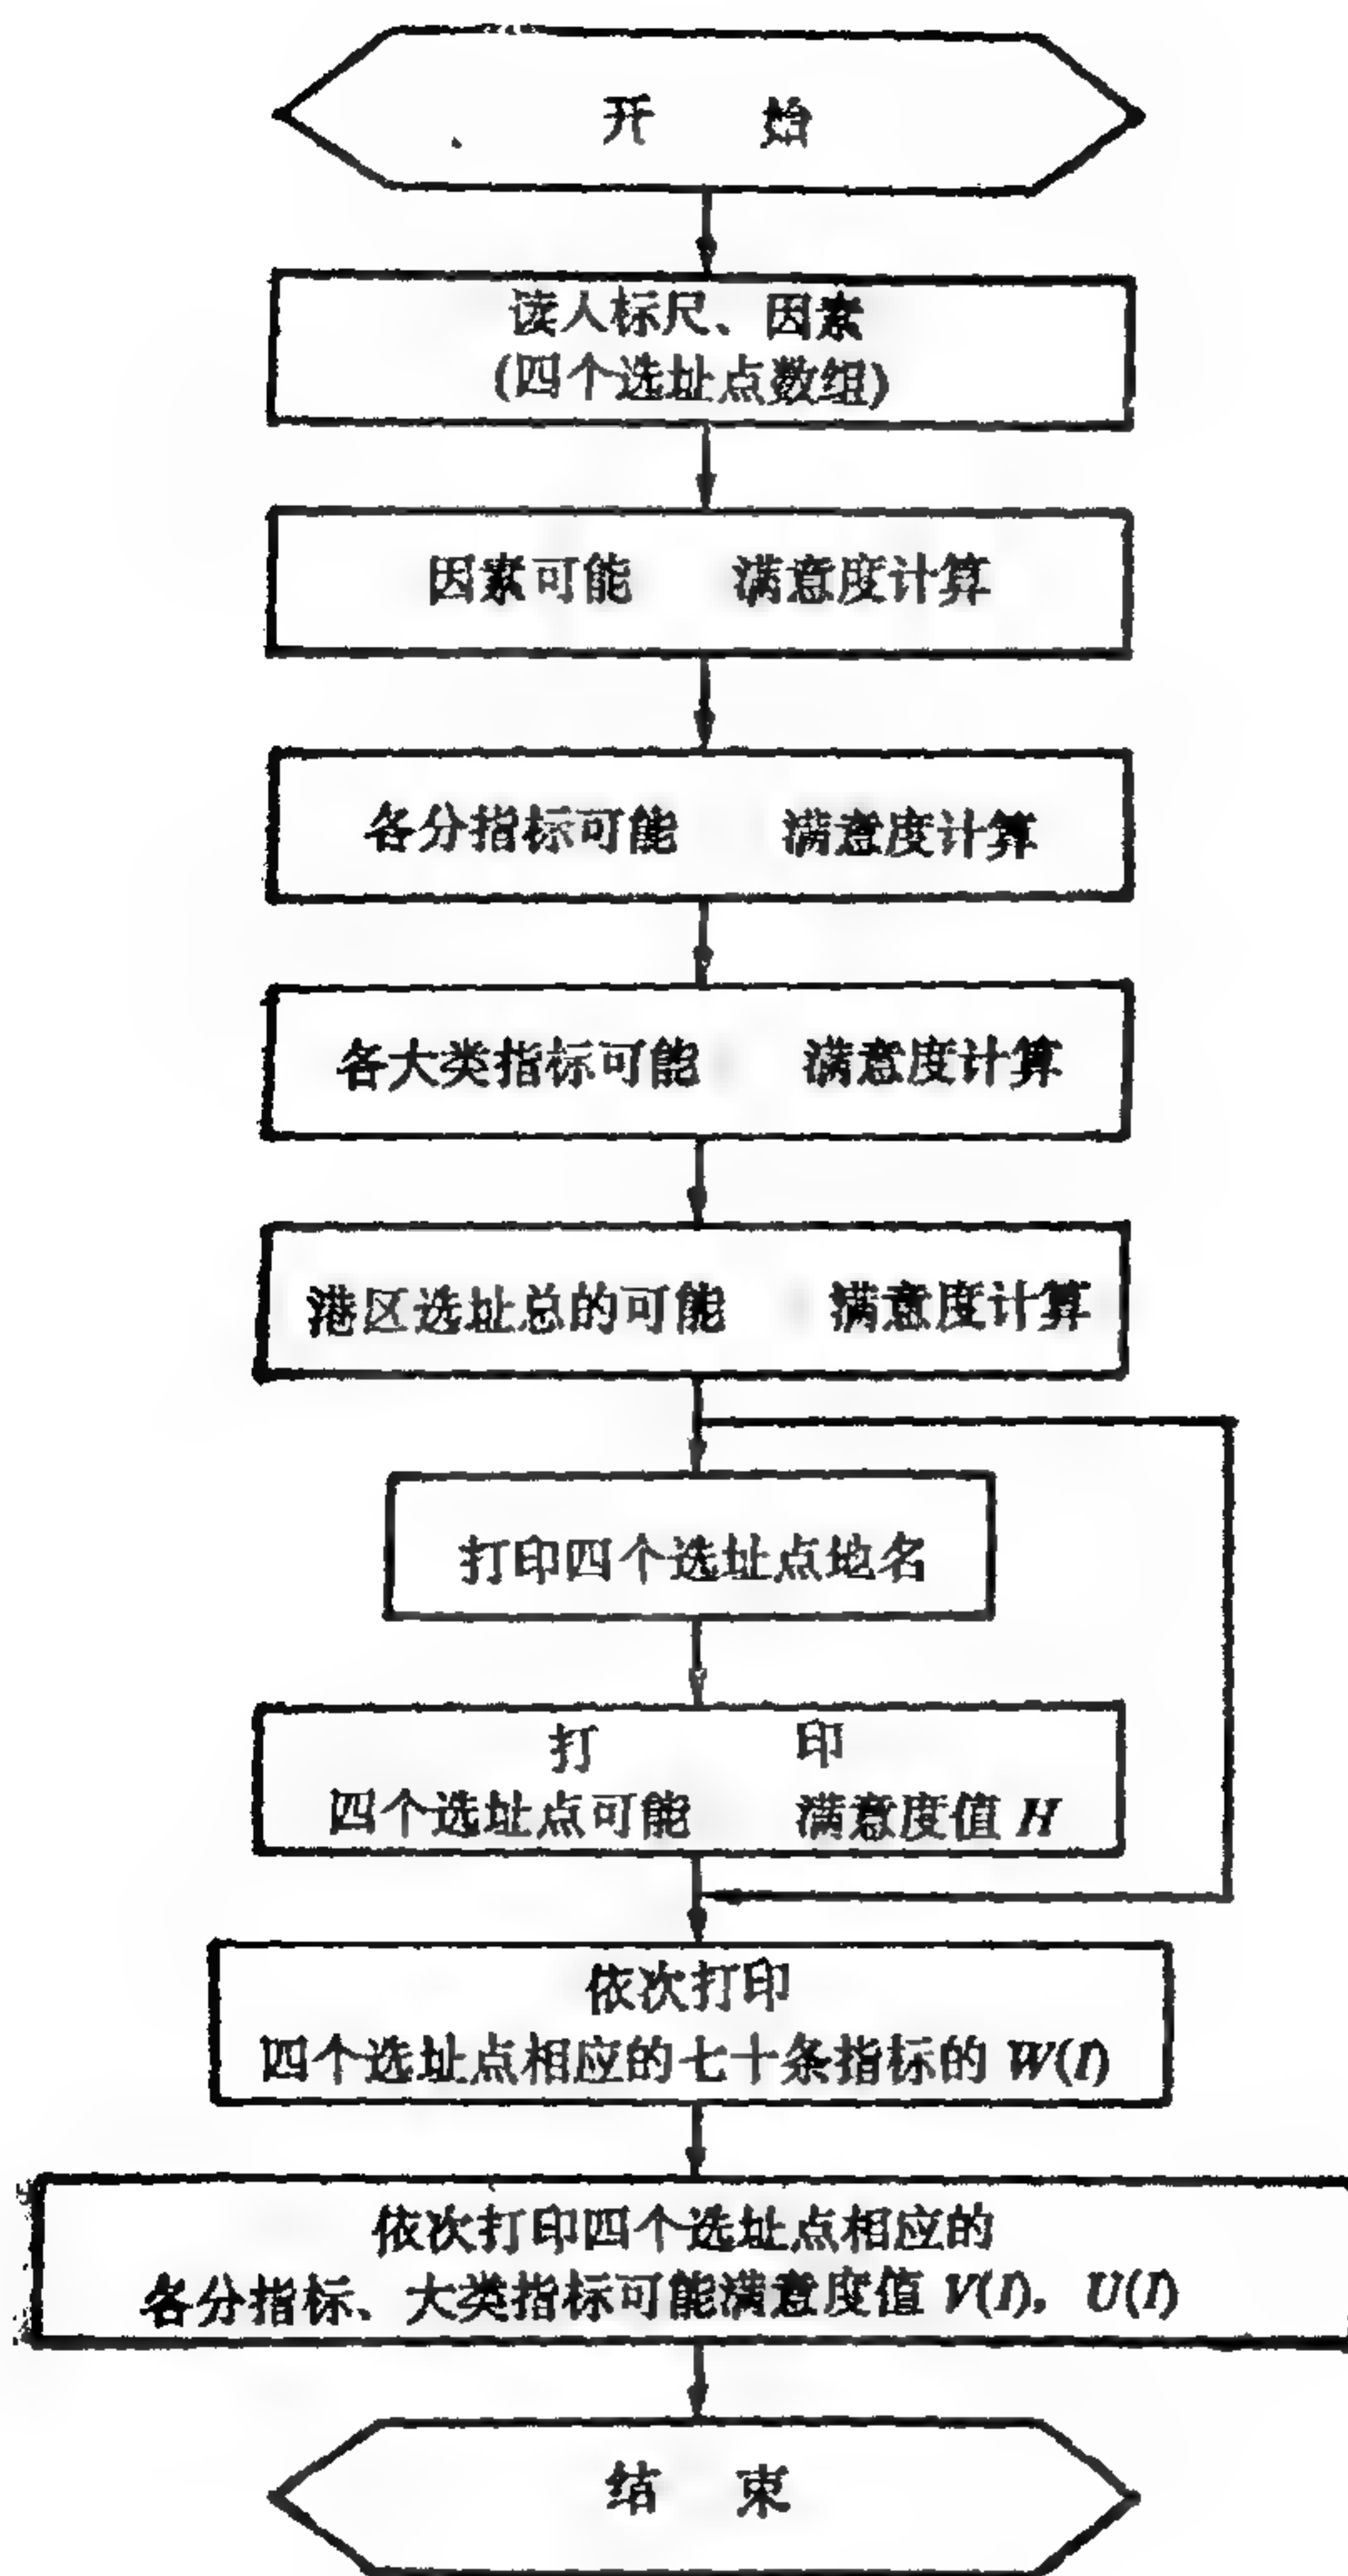 开 始
读入标尺、因素
(四个选址点数组)
因素可能 满意度计算
各分指标可能 满意度计算
各大类指标可能 满意度计算
港区选址总的可能 满意度计算
打印四个选址点地名
打 印
四个选址点可能 满意度值 H
依次打印
四个选址点相应的七十条指标的 W(I)
依次打印四个选址点相应的
各分指标、大类指标可能满意度值 V(I), U(I)
结 束